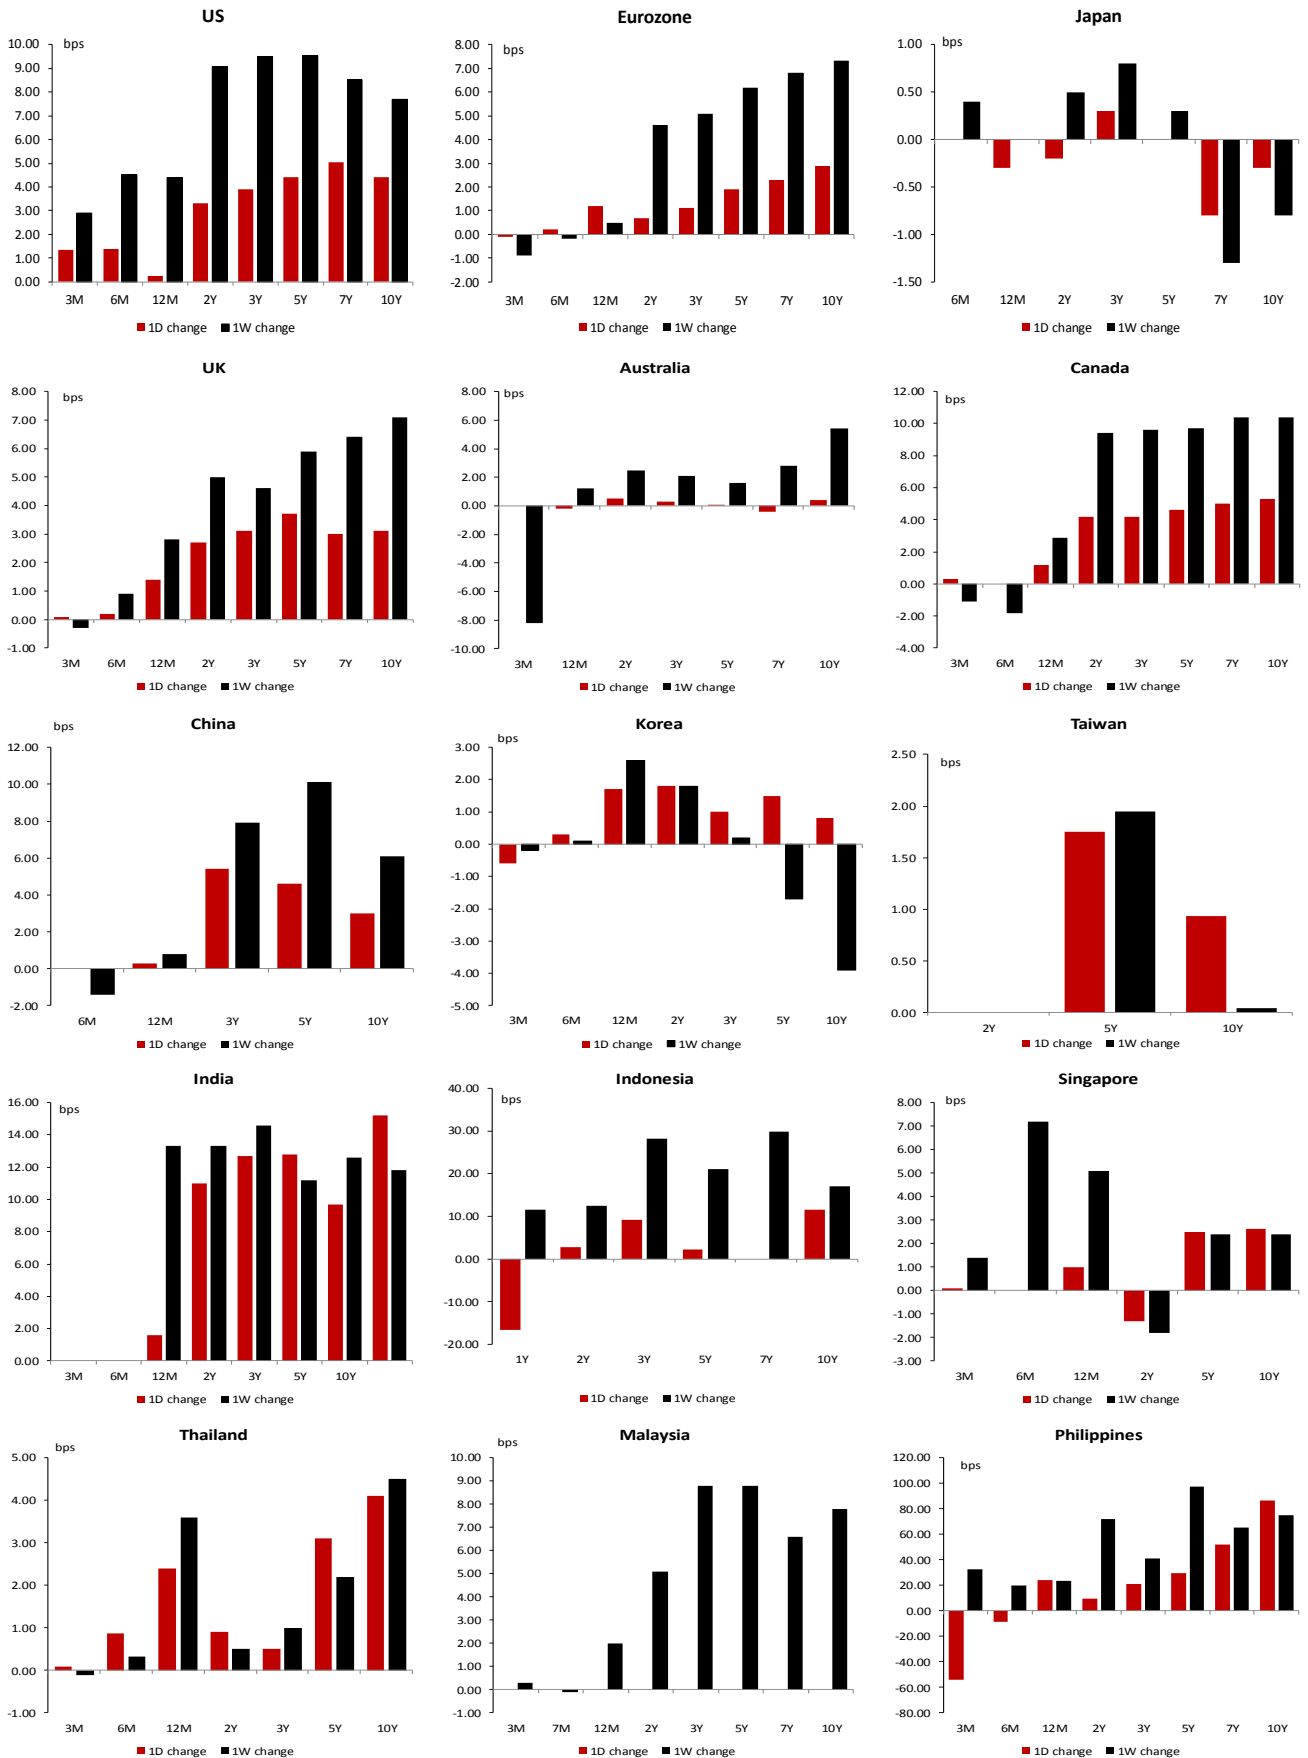 US
bps
10.00
9.00
8.00
7.00
6.00
5.00
4.00
3.00
2.00
1.00
0.00
3M 6M 12M 2Y 3Y 5Y 7Y 10Y
1D change 1W change
Eurozone
bps
8.00
7.00
6.00
5.00
4.00
3.00
2.00
1.00
0.00
-1.00
-2.00
3M 6M 12M 2Y 3Y 5Y 7Y 10Y
1D change 1W change
Japan
bps
1.00
0.50
0.00
-0.50
-1.00
-1.50
6M 12M 2Y 3Y 5Y 7Y 10Y
1D change 1W change
UK
bps
8.00
7.00
6.00
5.00
4.00
3.00
2.00
1.00
0.00
-1.00
3M 6M 12M 2Y 3Y 5Y 7Y 10Y
1D change 1W change
Australia
bps
8.00
6.00
4.00
2.00
0.00
-2.00
-4.00
-6.00
-8.00
-10.00
3M 12M 2Y 3Y 5Y 7Y 10Y
1D change 1W change
Canada
bps
12.00
10.00
8.00
6.00
4.00
2.00
0.00
-2.00
-4.00
3M 6M 12M 2Y 3Y 5Y 7Y 10Y
1D change 1W change
China
bps
12.00
10.00
8.00
6.00
4.00
2.00
0.00
-2.00
6M 12M 3Y 5Y 10Y
1D change 1W change
Korea
bps
3.00
2.00
1.00
0.00
-1.00
-2.00
-3.00
-4.00
-5.00
3M 6M 12M 2Y 3Y 5Y 10Y
1D change 1W change
Taiwan
bps
2.50
2.00
1.50
1.00
0.50
0.00
2Y 5Y 10Y
1D change 1W change
India
bps
16.00
14.00
12.00
10.00
8.00
6.00
4.00
2.00
0.00
3M 6M 12M 2Y 3Y 5Y 10Y
1D change 1W change
Indonesia
bps
40.00
30.00
20.00
10.00
0.00
-10.00
-20.00
1Y 2Y 3Y 5Y 7Y 10Y
1D change 1W change
Singapore
bps
8.00
7.00
6.00
5.00
4.00
3.00
2.00
1.00
0.00
-1.00
-2.00
-3.00
3M 6M 12M 2Y 5Y 10Y
1D change 1W change
Thailand
bps
5.00
4.00
3.00
2.00
1.00
0.00
-1.00
3M 6M 12M 2Y 3Y 5Y 10Y
1D change 1W change
Malaysia
bps
10.00
9.00
8.00
7.00
6.00
5.00
4.00
3.00
2.00
1.00
0.00
-1.00
3M 7M 12M 2Y 3Y 5Y 7Y 10Y
1D change 1W change
Philippines
bps
120.00
100.00
80.00
60.00
40.00
20.00
0.00
-20.00
-40.00
-60.00
-80.00
3M 6M 12M 2Y 3Y 5Y 7Y 10Y
1D change 1W change